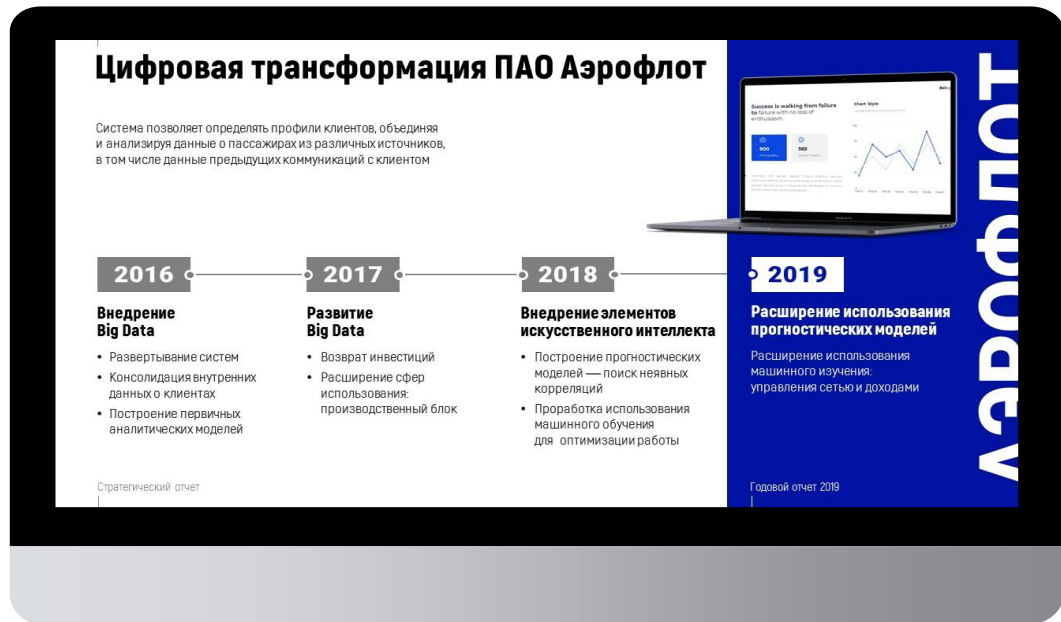 Цифровая трансформация ПАО Аэрофлот
Система позволяет определять профили клиентов, объединяя
и анализируя данные о пассажирах из различных источников,
в том числе данные предыдущих коммуникаций с клиентом
Success is walking from failure
to failure with no loss of
enthusiasm.
Chart Style
800
565
2016
Внедрение
Big Data
• Развертывание систем
• Консолидация внутренних
данных о клиентах
• Построение первичных
аналитических моделей
2017
Развитие
Big Data
• Возврат инвестиций
• Расширение сфер
использования:
производственный блок
2018
Внедрение элементов
искусственного интеллекта
• Построение прогностических
моделей — поиск неявных
корреляций
• Проработка использования
машинного обучения
для оптимизации работы
2019
Расширение использования
прогностических моделей
Расширение использования
машинного изучения:
управления сетью и доходами
АЭРОФЛОТ
Стратегический отчет
Годовой отчет 2019